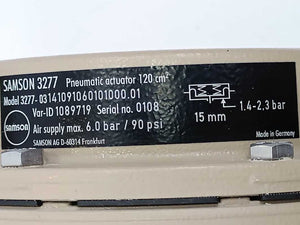 SAMSON 3277 Pneumatic actuator 120 cm²
Model 3277-03141091060101000.01
Var-ID 1089719 Serial no. 0108
Air supply max. 6.0 bar / 90 psi
SAMSON AG D-60314 Frankfurt
samson
1.4-2,3 bar
15 mm
Made in Germany